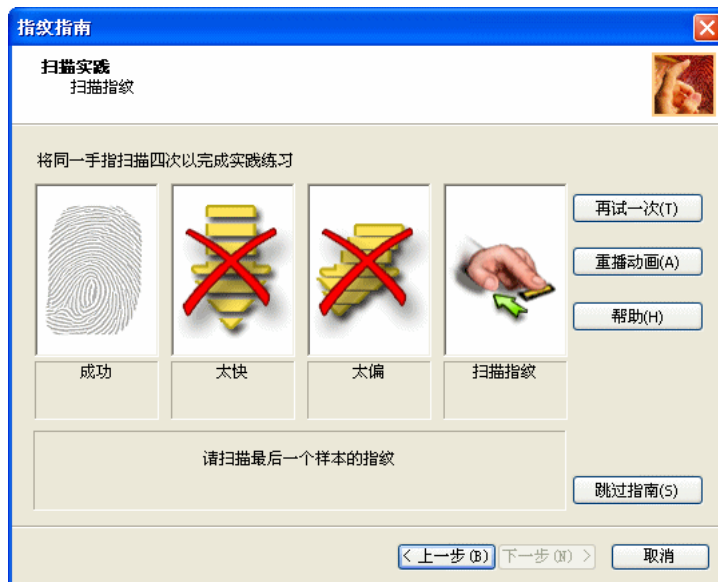 指纹指南
扫描实践
扫描指纹
将同一手指扫描四次以完成实践练习
再试一次(T)
重播动画(A)
帮助(H)
成功
太快
太偏
扫描指纹
请扫描最后一个样本的指纹
跳过指南(S)
< 上一步(B)
下一步(N) >
取消